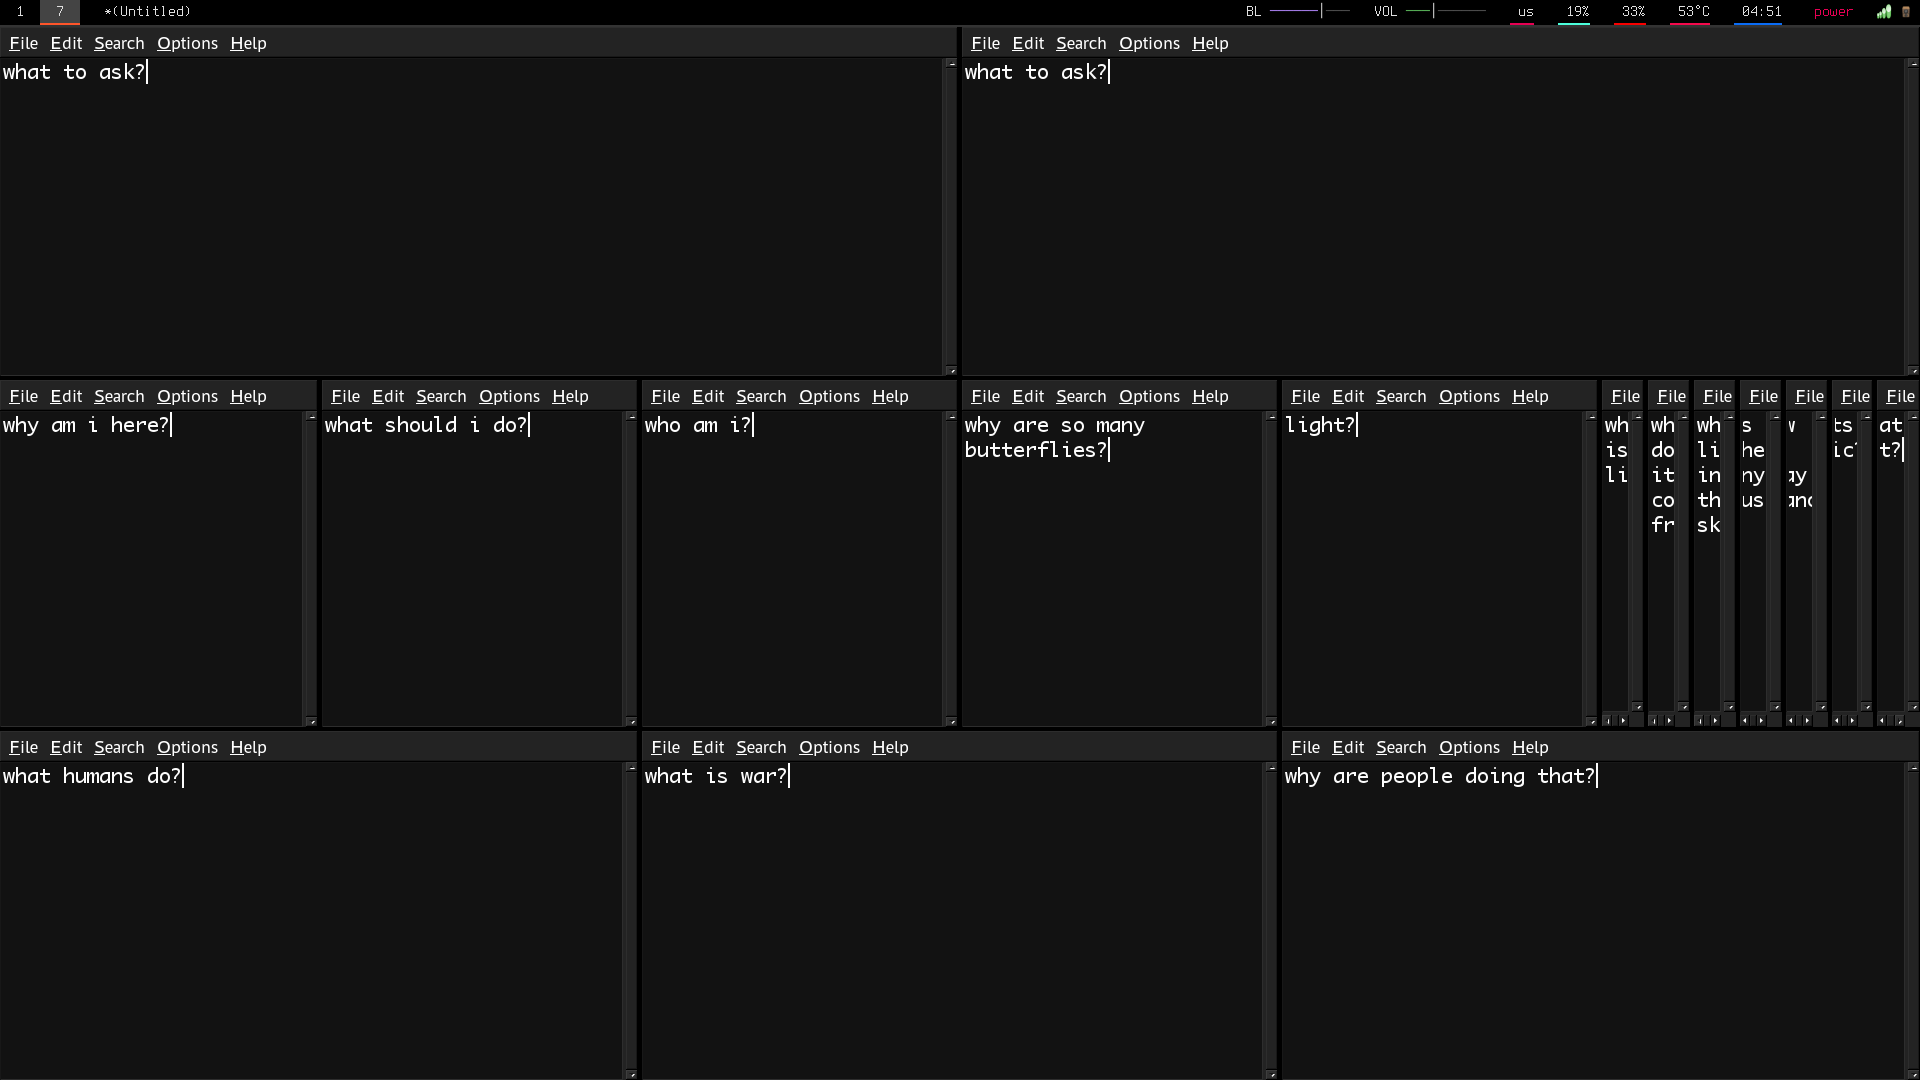 1 7 *(Untitled) BL VOL us 19% 33% 53°C 04:51 power
File Edit Search Options Help
what to ask?
File Edit Search Options Help
what to ask?
File Edit Search Options Help
why am i here?
File Edit Search Options Help
what should i do?
File Edit Search Options Help
who am i?
File Edit Search Options Help
why are so many
butterflies?
File Edit Search Options Help
light?
File
wh
is
li
File
wh
do
it
co
fr
File
wh
li
in
th
sk
File
s
he
ny
us
File
ay
File
ts
ic
File
at
t?
File Edit Search Options Help
what humans do?
File Edit Search Options Help
what is war?
File Edit Search Options Help
why are people doing that?